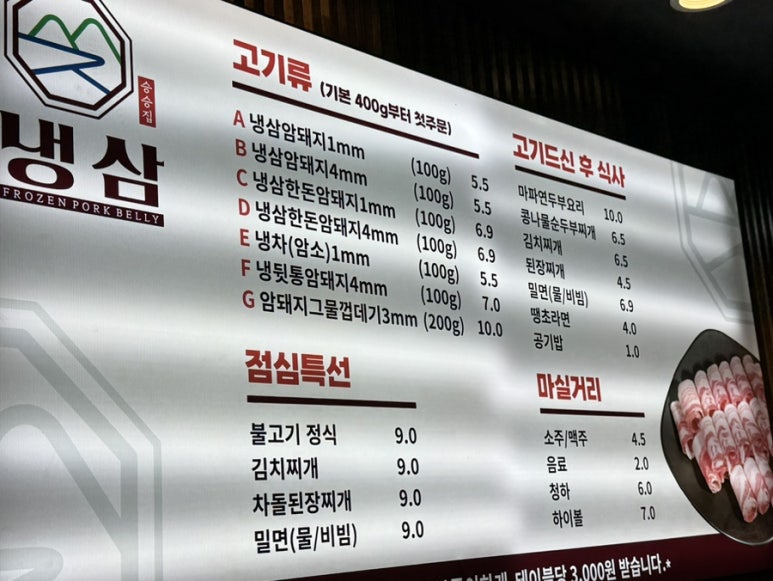 승승집
냉삼
FROZEN PORK BELLY
고기류 (기본 400g부터 첫주문)
A 냉삼암돼지1mm (100g) 5.5
B 냉삼암돼지4mm (100g) 5.5
C 냉삼한돈암돼지1mm (100g) 6.9
D 냉삼한돈암돼지4mm (100g) 6.9
E 냉차(암소)1mm (100g) 5.5
F 냉뒷통암돼지4mm (100g) 7.0
G 암돼지그물껍데기3mm (200g) 10.0
점심특선
불고기 정식 9.0
김치찌개 9.0
차돌된장찌개 9.0
밀면(물/비빔) 9.0
고기드신 후 식사
마파연두부요리 10.0
콩나물순두부찌개 6.5
김치찌개 6.5
된장찌개 4.5
밀면(물/비빔) 6.9
땡초라면 4.0
공기밥 1.0
마실거리
소주/맥주 4.5
음료 2.0
청하 6.0
하이볼 7.0
테이블당 3,000원 받습니다.*